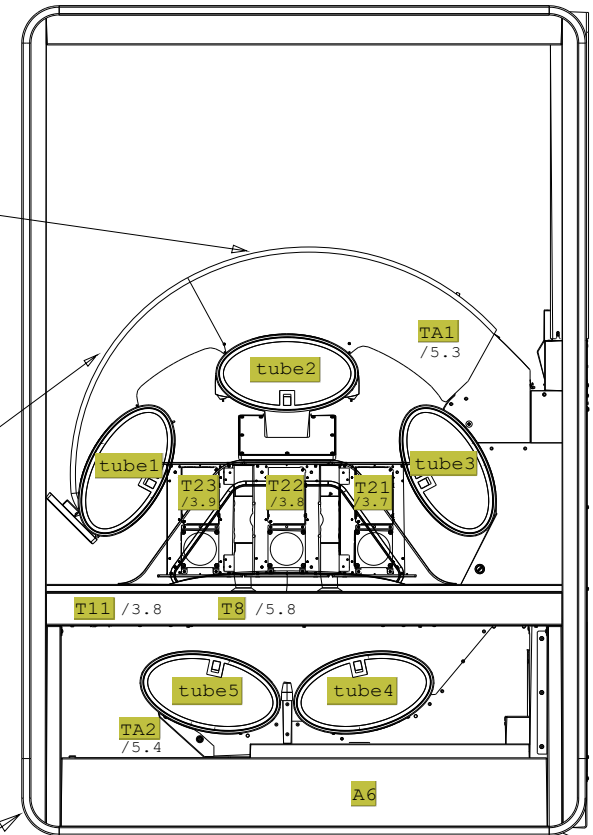 TA1
/5.3
tube2
tube1
tube3
T23
/3.9
T22
/3.8
T21
/3.7
T11 /3.8
T8 /5.8
tube5
tube4
TA2
/5.4
A6